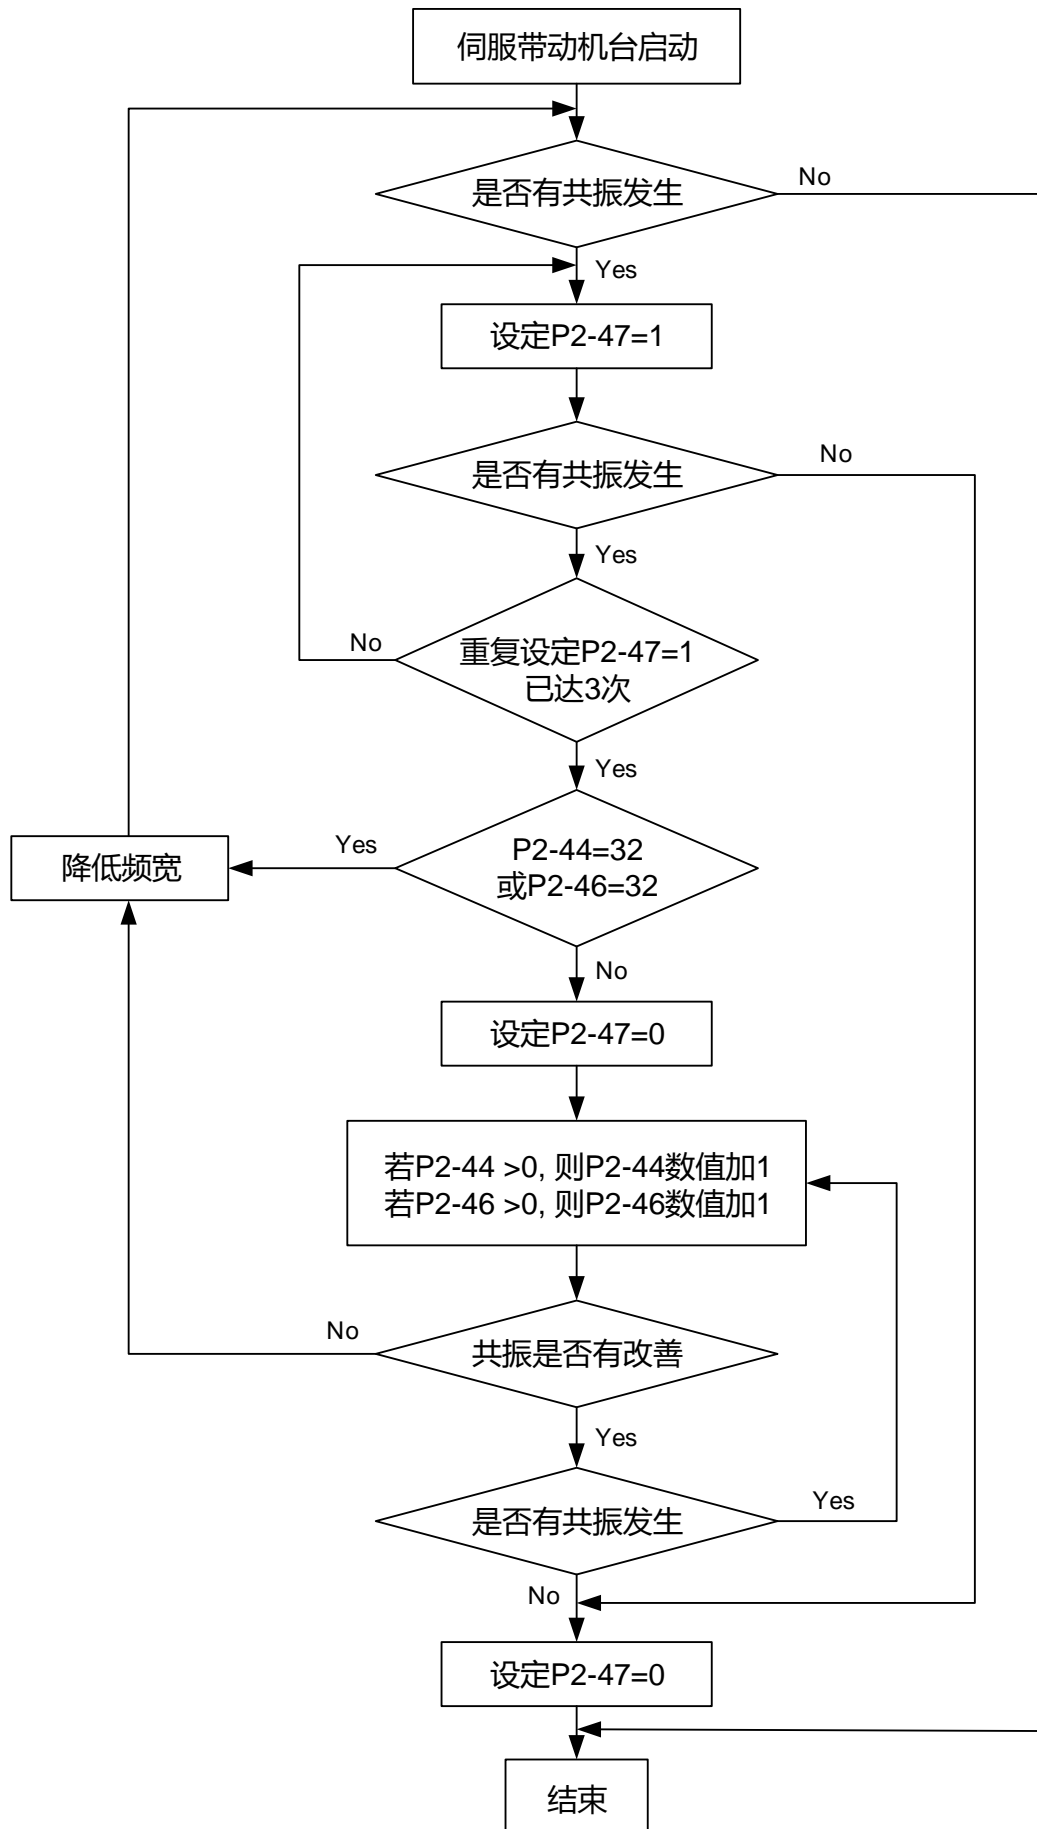 伺服带动机台启动
是否有共振发生
No
Yes
设定P2-47=1
是否有共振发生
No
Yes
重复设定P2-47=1
已达3次
No
Yes
P2-44=32
或P2-46=32
Yes
降低频宽
No
设定P2-47=0
若P2-44 >0, 则P2-44数值加1
若P2-46 >0, 则P2-46数值加1
共振是否有改善
No
Yes
是否有共振发生
Yes
No
设定P2-47=0
结束